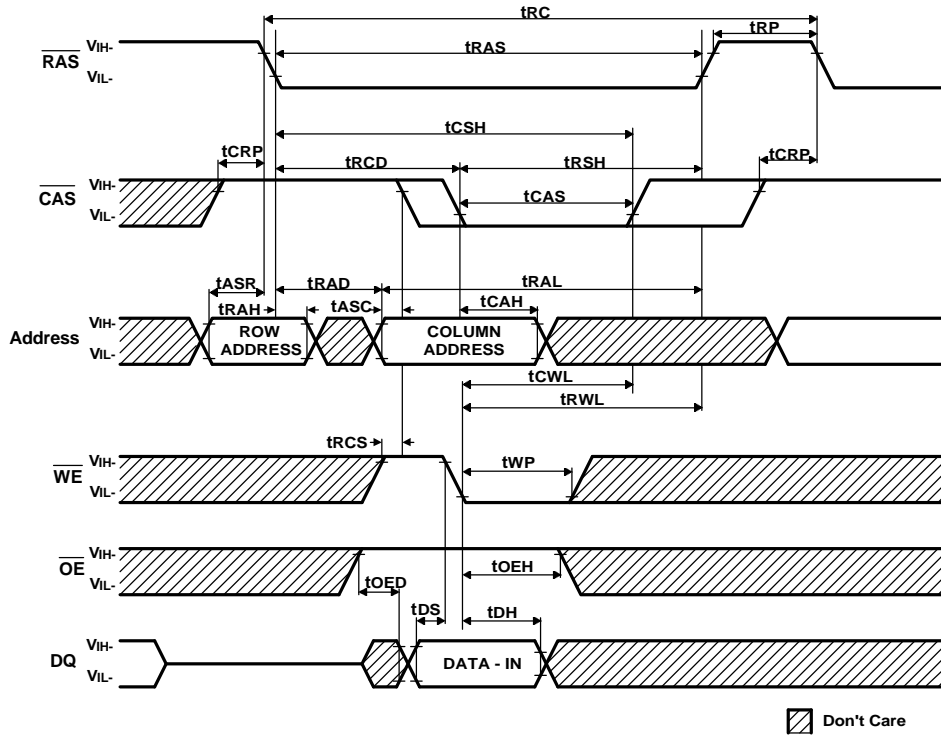 tRC
tRP
VIH-
RAS
VIL-
tRAS
tCSH
tCRP
tRCD
tRSH
tCRP
VIH-
CAS
VIL-
tCAS
tASR
tRAD
tRAL
tRAH
tASC
tCAH
Address
VIH-
VIL-
ROW
ADDRESS
COLUMN
ADDRESS
tCWL
tRWL
tRCS
VIH-
WE
VIL-
tWP
VIH-
OE
VIL-
tOEH
tOED
tDS
tDH
VIH-
DQ
VIL-
DATA - IN
Don't Care